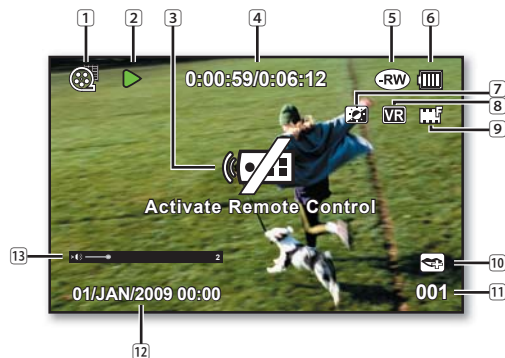 1 2 3 4 5 6
0:00:59/0:06:12 -RW
7
VR 8
F 9
Activate Remote Control
13 2
10
01/JAN/2009 00:00 001 11
12